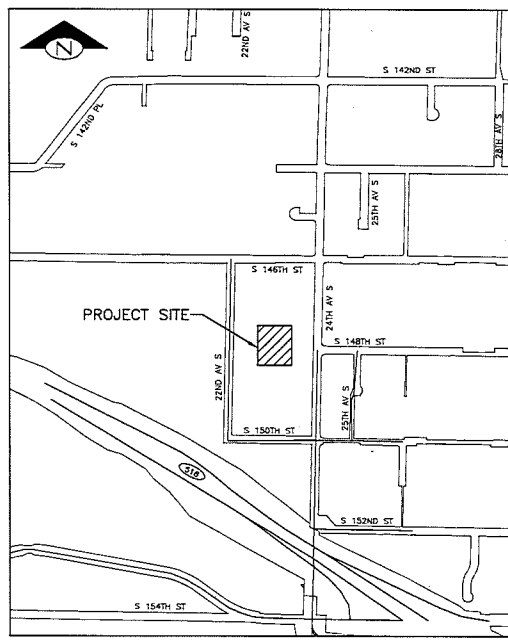 N
22ND AV S
S 142ND ST
S 142ND PL
28TH AV S
25TH AV S
S 146TH ST
24TH AV S
PROJECT SITE
S 148TH ST
22ND AV S
25TH AV S
S 150TH ST
518
S 152ND ST
S 154TH ST